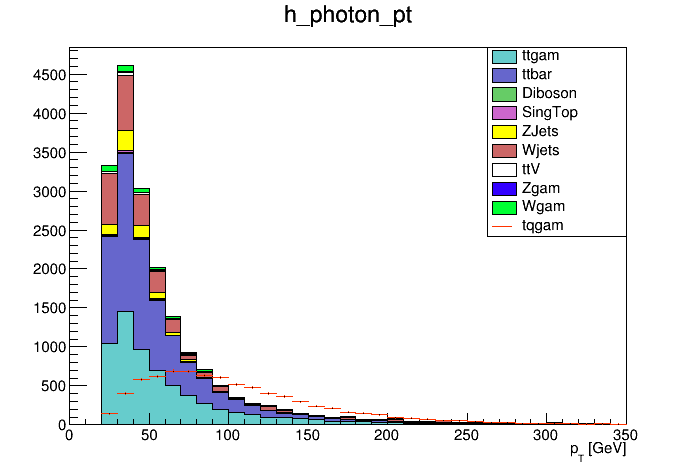 h_photon_pt
4500
4000
3500
3000
2500
2000
1500
1000
500
0
0 50 100 150 200 250 300 350
p_T [GeV]
ttgam
ttbar
Diboson
SingTop
ZJets
Wjets
ttV
Zgam
Wgam
tqgam